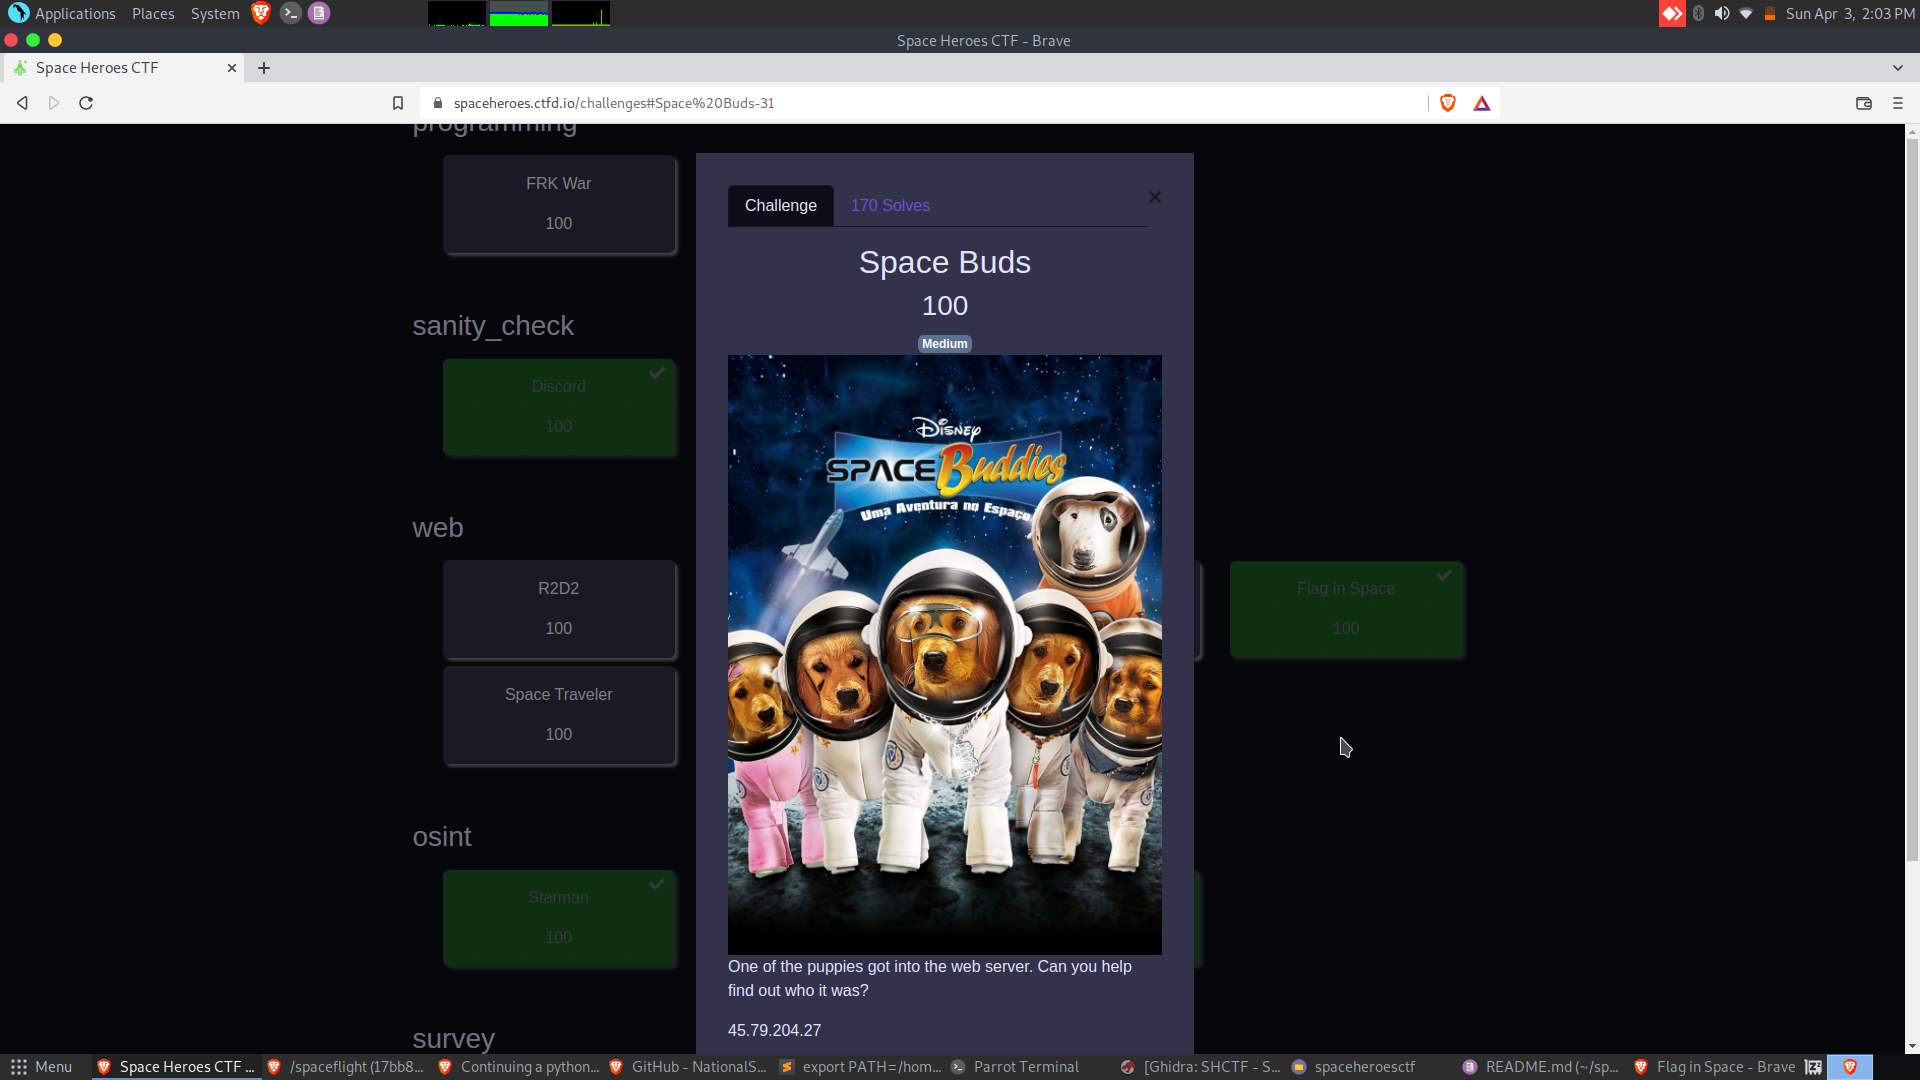 Applications Places System
Sun Apr 3, 2:03 PM
Space Heroes CTF - Brave
Space Heroes CTF
spaceheroes.ctfd.io/challenges#Space%20Buds-31
programming
FRK War
100
sanity_check
Discord
100
web
R2D2
100
Flag in Space
100
Space Traveler
100
osint
Starman
100
survey
Challenge
170 Solves
×
Space Buds
100
Medium
Disney
SPACE Buddies
Uma Aventura no Espaço
One of the puppies got into the web server. Can you help
find out who it was?
45.79.204.27
Menu
Space Heroes CTF ...
/spaceflight (17bb8...
Continuing a python...
GitHub - NationalS...
export PATH=/hom...
Parrot Terminal
[Ghidra: SHCTF - S...
spaceheroesctf
README.md (~/sp...
Flag in Space - Brave